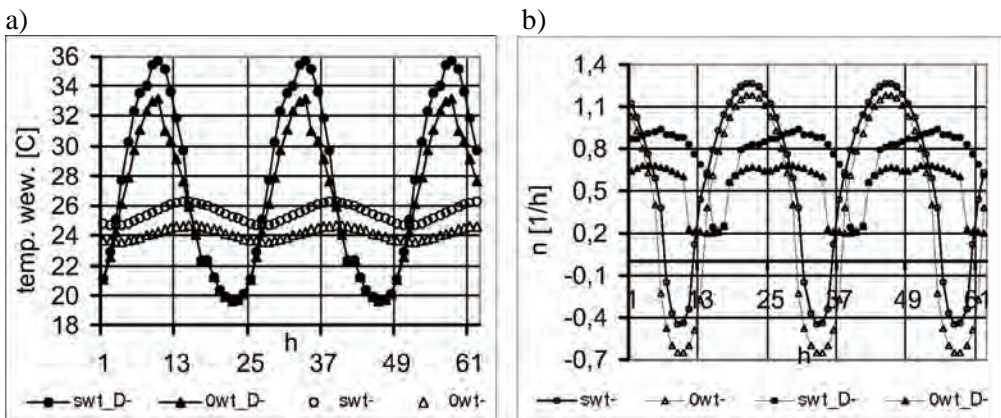 a)
temp. wew. [C]
36
34
32
30
28
26
24
22
20
18
1 13 25 37 49 61
h
swt_D- 0wt_D- swt- 0wt-
b)
n [1/h]
1,4
1,1
0,8
0,5
0,2
-0,1
-0,4
-0,7
1 13 25 37 49 61
h
swt- 0wt- swt_D- 0wt_D-